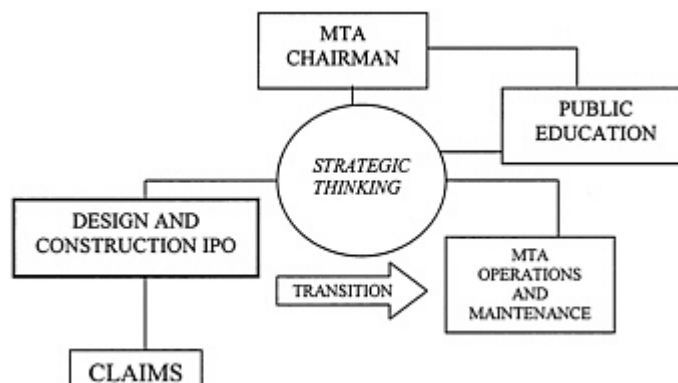 MTA
CHAIRMAN
PUBLIC
EDUCATION
STRATEGIC
THINKING
DESIGN AND
CONSTRUCTION IPO
MTA
OPERATIONS
AND
MAINTENANCE
TRANSITION
CLAIMS